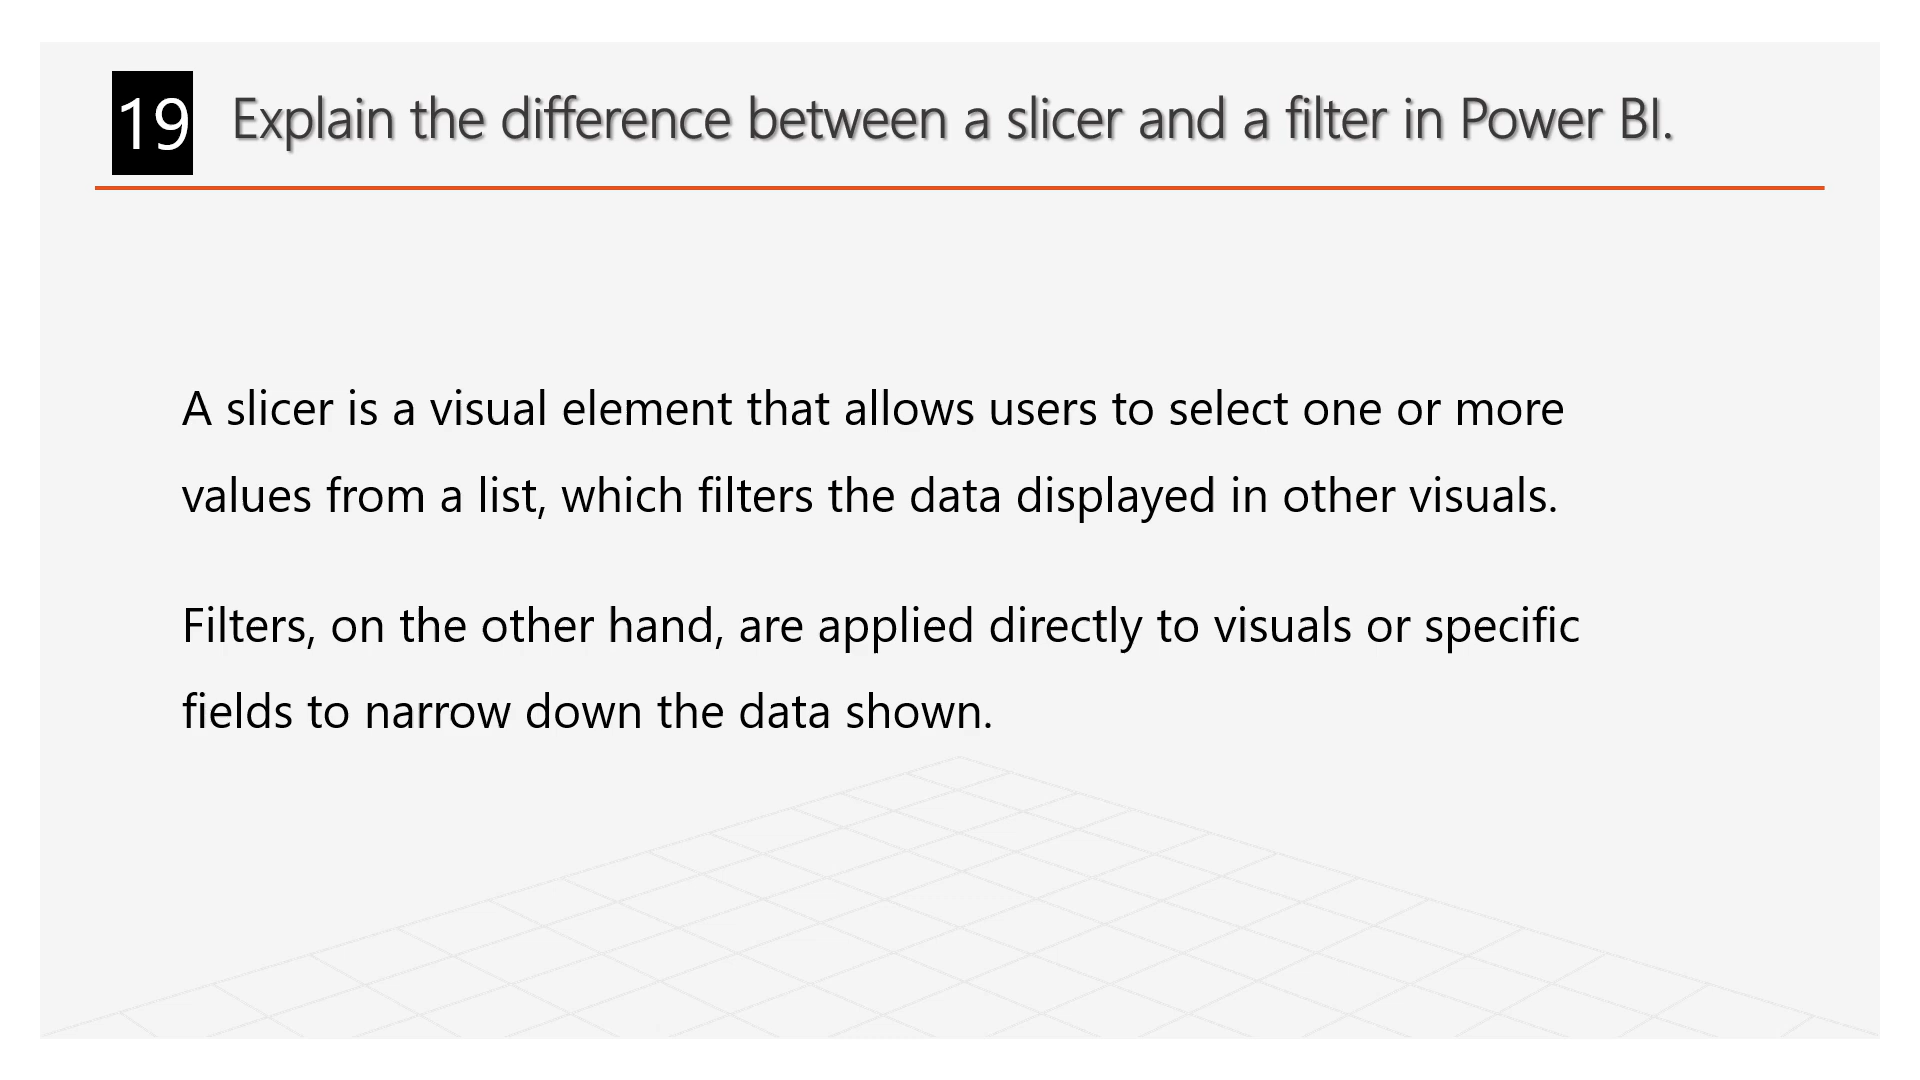 19 Explain the difference between a slicer and a filter in Power BI.
A slicer is a visual element that allows users to select one or more
values from a list, which filters the data displayed in other visuals.
Filters, on the other hand, are applied directly to visuals or specific
fields to narrow down the data shown.